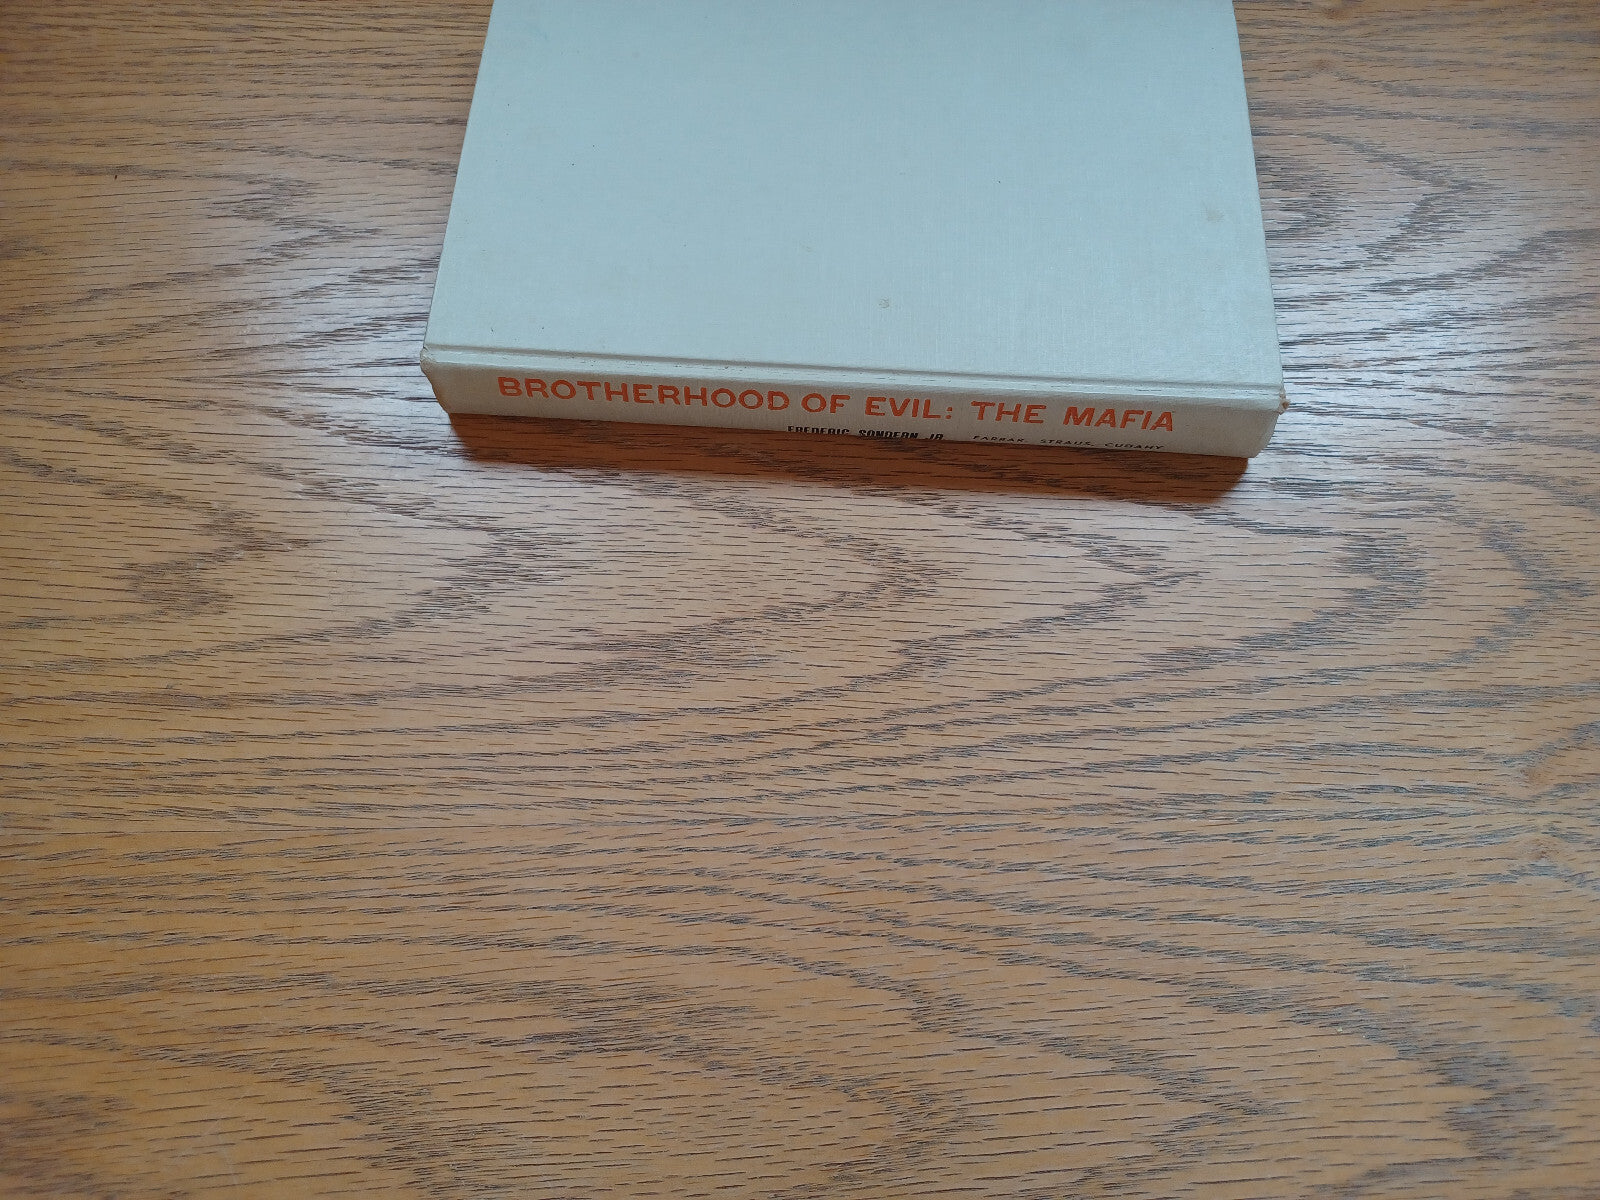 BROTHERHOOD OF EVIL: THE MAFIA
FREDERIC SONDERN JR. FARRAR, STRAUS, CUDAHY